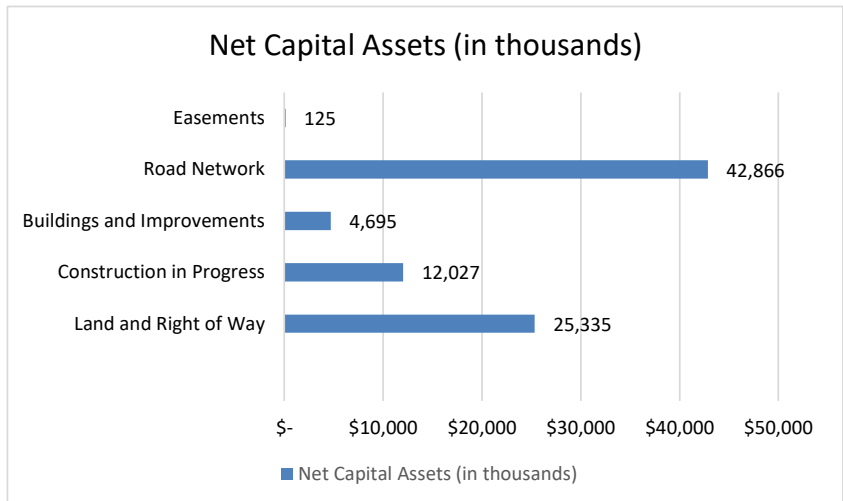 Net Capital Assets (in thousands)
Easements 125
Road Network 42,866
Buildings and Improvements 4,695
Construction in Progress 12,027
Land and Right of Way 25,335
$- $10,000 $20,000 $30,000 $40,000 $50,000
Net Capital Assets (in thousands)